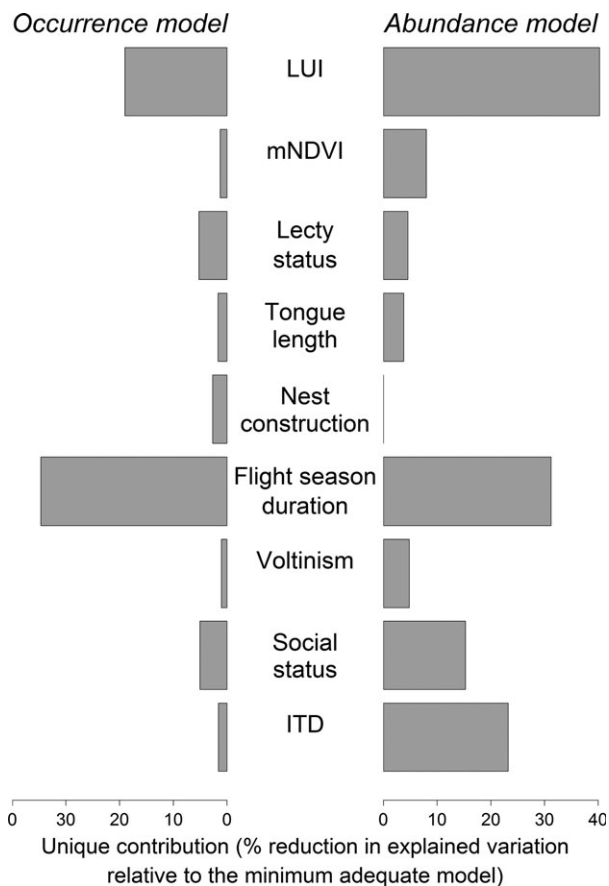 Occurrence model Abundance model
LUI
mNDVI
Lecty
status
Tongue
length
Nest
construction
Flight season
duration
Voltinism
Social
status
ITD
0 30 20 10 0 0 10 20 30 40
Unique contribution (% reduction in explained variation
relative to the minimum adequate model)